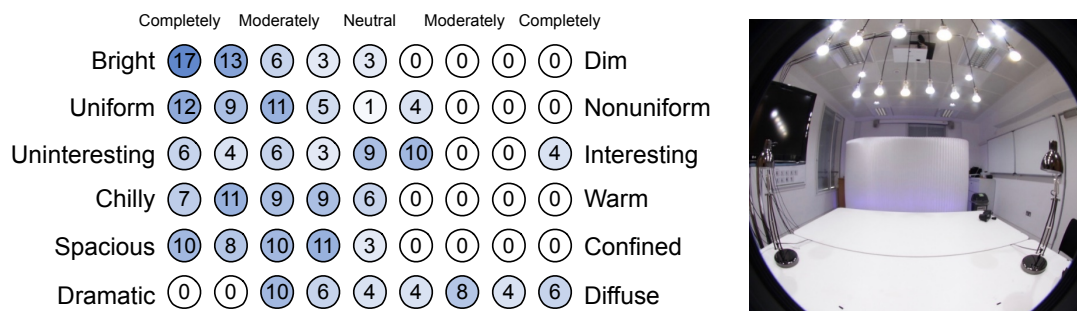 Completely Moderately Neutral Moderately Completely
Bright 17 13 6 3 3 0 0 0 0 Dim
Uniform 12 9 11 5 1 4 0 0 0 Nonuniform
Uninteresting 6 4 6 3 9 10 0 0 4 Interesting
Chilly 7 11 9 9 6 0 0 0 0 Warm
Spacious 10 8 10 11 3 0 0 0 0 Confined
Dramatic 0 0 10 6 4 4 8 4 6 Diffuse